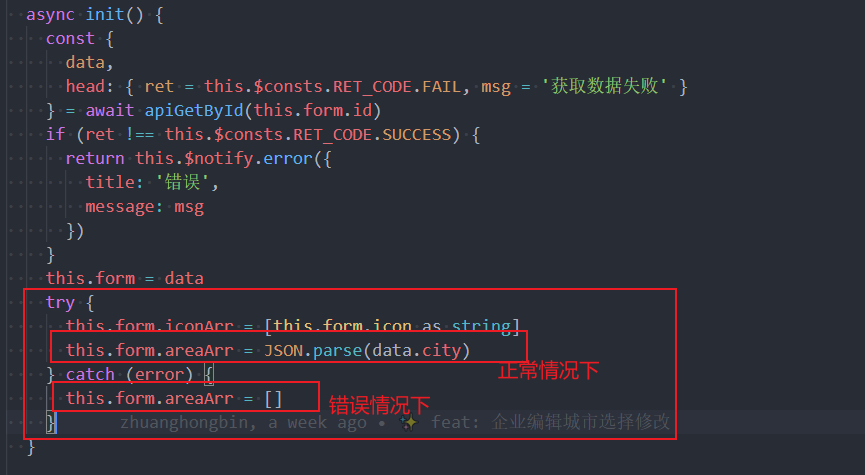 async init() {
const {
data,
head: { ret = this.$consts.RET_CODE.FAIL, msg = '获取数据失败' }
} = await apiGetById(this.form.id)
if (ret !== this.$consts.RET_CODE.SUCCESS) {
return this.$notify.error({
title: '错误',
message: msg
})
}
this.form = data
try {
this.form.iconArr = [this.form.icon as string]
this.form.areaArr = JSON.parse(data.city)
正常情况下
} catch (error) {
this.form.areaArr = []
错误情况下
} zhuanghongbin, a week ago • ✨ feat: 企业编辑城市选择修改
}